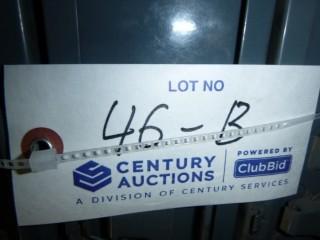 LOT NO
46-B
CENTURY AUCTIONS
POWERED BY ClubBid
A DIVISION OF CENTURY SERVICES